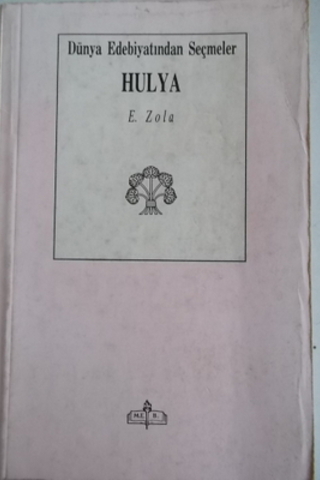 Dünya Edebiyatından Seçmeler
HULYA
E. Zola
M.E. B.